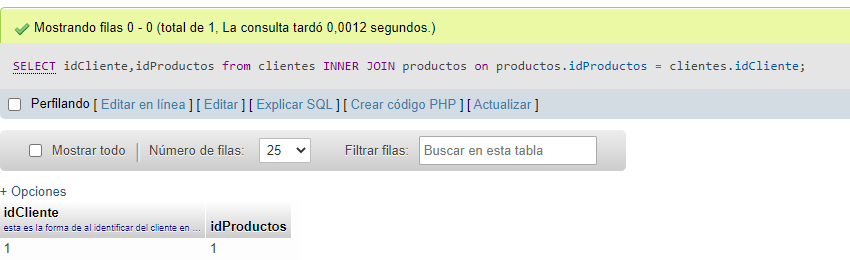 Mostrando filas 0 - 0 (total de 1, La consulta tardó 0,0012 segundos.)
SELECT idCliente,idProductos from clientes INNER JOIN productos on productos.idProductos = clientes.idCliente;
Perfilando [ Editar en línea ] [ Editar ] [ Explicar SQL ] [ Crear código PHP ] [ Actualizar ]
Mostrar todo | Número de filas: 25 Filtrar filas: Buscar en esta tabla
+ Opciones
idCliente
esta es la forma de al identificar del cliente en ... idProductos
1 1